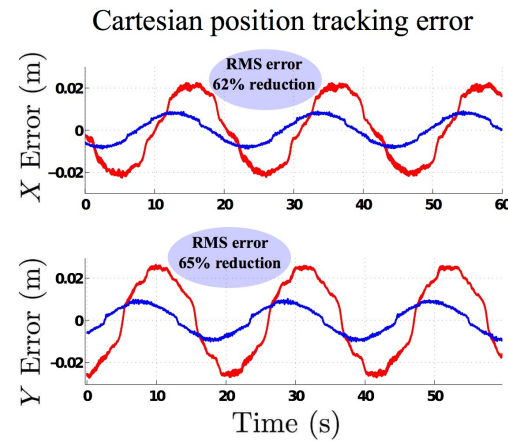 Cartesian position tracking error
RMS error
62% reduction
X Error (m)
0.02
0
−0.02
0 10 20 30 40 50 60
RMS error
65% reduction
Y Error (m)
0.02
0
−0.02
0 10 20 30 40 50
Time (s)